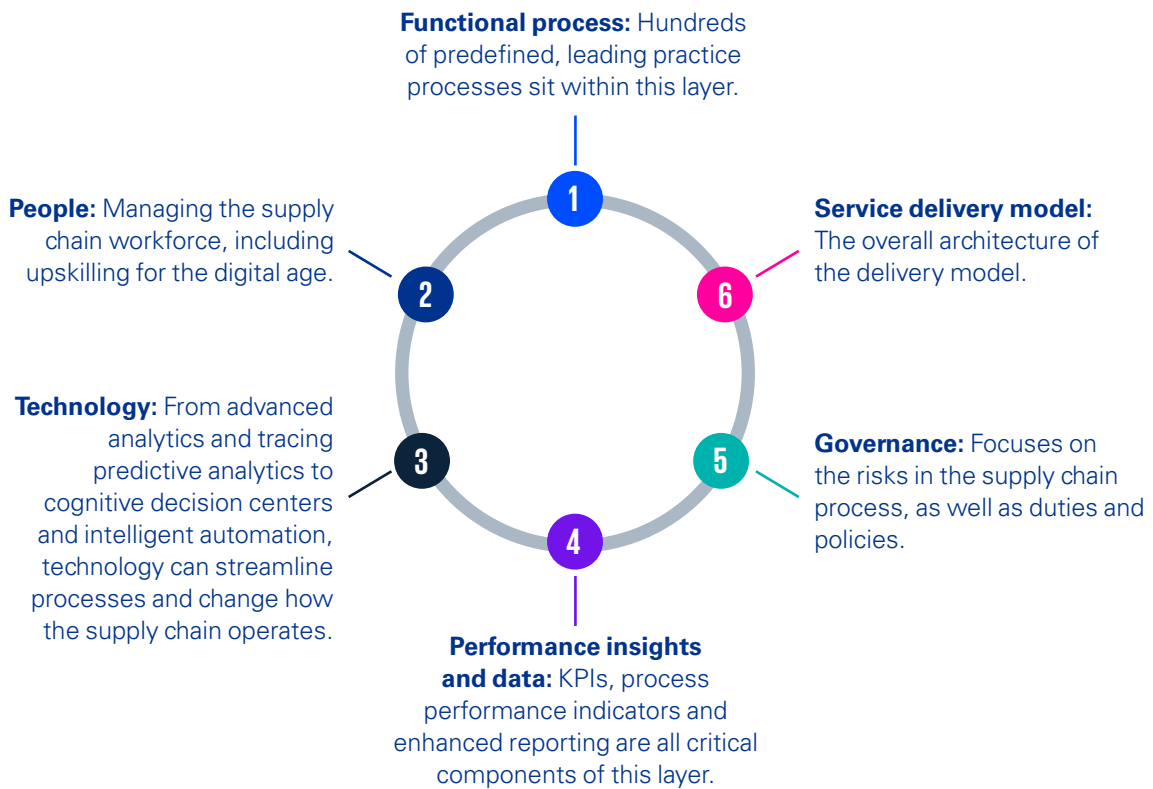 Functional process: Hundreds
of predefined, leading practice
processes sit within this layer.
1
People: Managing the supply
chain workforce, including
upskilling for the digital age.
2
Technology: From advanced
analytics and tracing
predictive analytics to
cognitive decision centers
and intelligent automation,
technology can streamline
processes and change how
the supply chain operates.
3
4
Performance insights
and data: KPIs, process
performance indicators and
enhanced reporting are all critical
components of this layer.
5
Governance: Focuses on
the risks in the supply chain
process, as well as duties and
policies.
6
Service delivery model:
The overall architecture of
the delivery model.